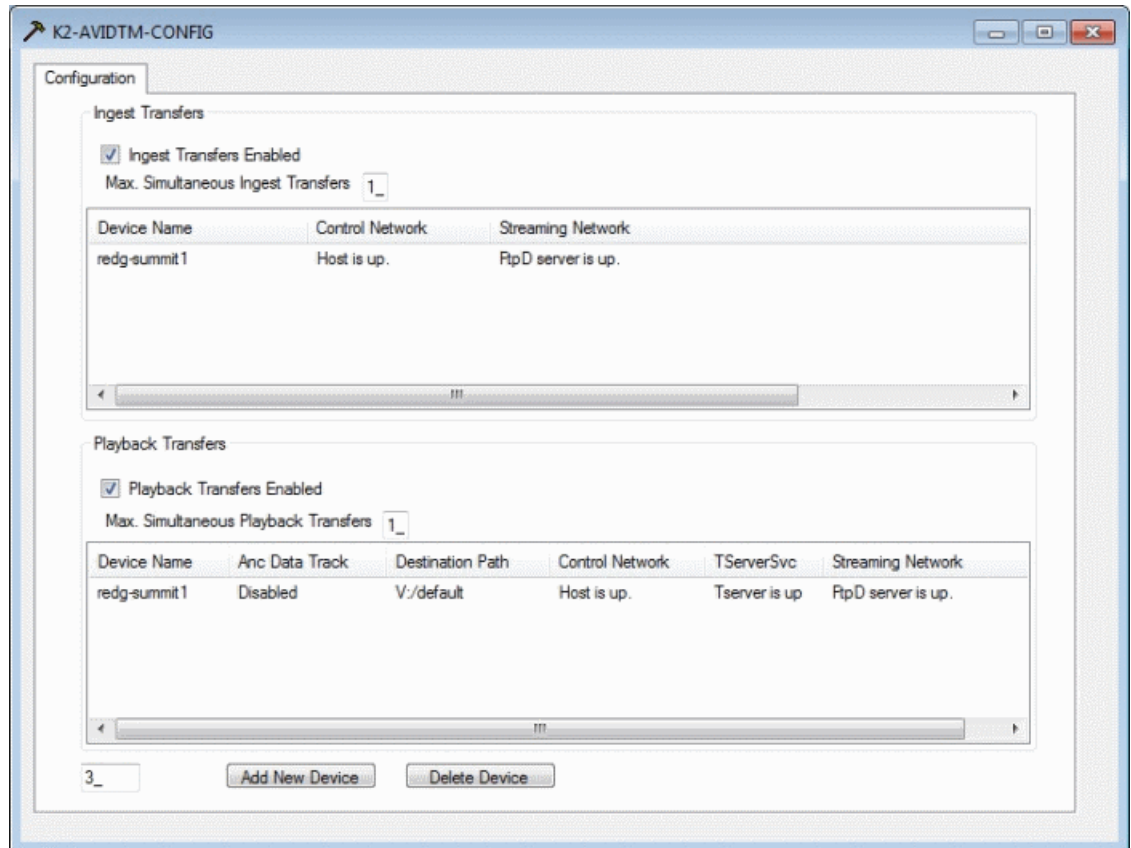 K2-AVIDTM-CONFIG
Configuration
Ingest Transfers
Ingest Transfers Enabled
Max. Simultaneous Ingest Transfers 1_
Device Name Control Network Streaming Network
redg-summit1 Host is up. FtpD server is up.
Playback Transfers
Playback Transfers Enabled
Max. Simultaneous Playback Transfers 1_
Device Name Anc Data Track Destination Path Control Network TServerSvc Streaming Network
redg-summit1 Disabled V:/default Host is up. Tserver is up FtpD server is up.
3_ Add New Device Delete Device